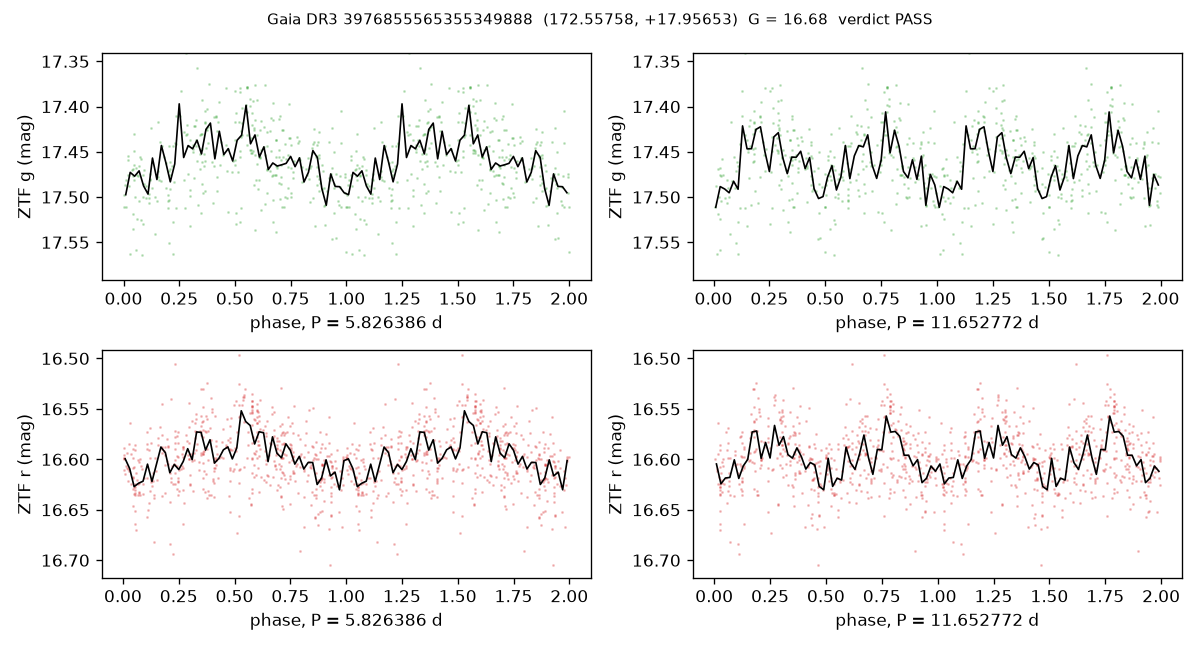 Gaia DR3 3976855565355349888  (172.55758, +17.95653)  G = 16.68  verdict PASS
17.35
17.40
17.45
17.50
17.55
ZTF g (mag)
0.00 0.25 0.50 0.75 1.00 1.25 1.50 1.75 2.00
phase, P = 5.826386 d
17.35
17.40
17.45
17.50
17.55
ZTF g (mag)
0.00 0.25 0.50 0.75 1.00 1.25 1.50 1.75 2.00
phase, P = 11.652772 d
16.50
16.55
16.60
16.65
16.70
ZTF r (mag)
0.00 0.25 0.50 0.75 1.00 1.25 1.50 1.75 2.00
phase, P = 5.826386 d
16.50
16.55
16.60
16.65
16.70
ZTF r (mag)
0.00 0.25 0.50 0.75 1.00 1.25 1.50 1.75 2.00
phase, P = 11.652772 d